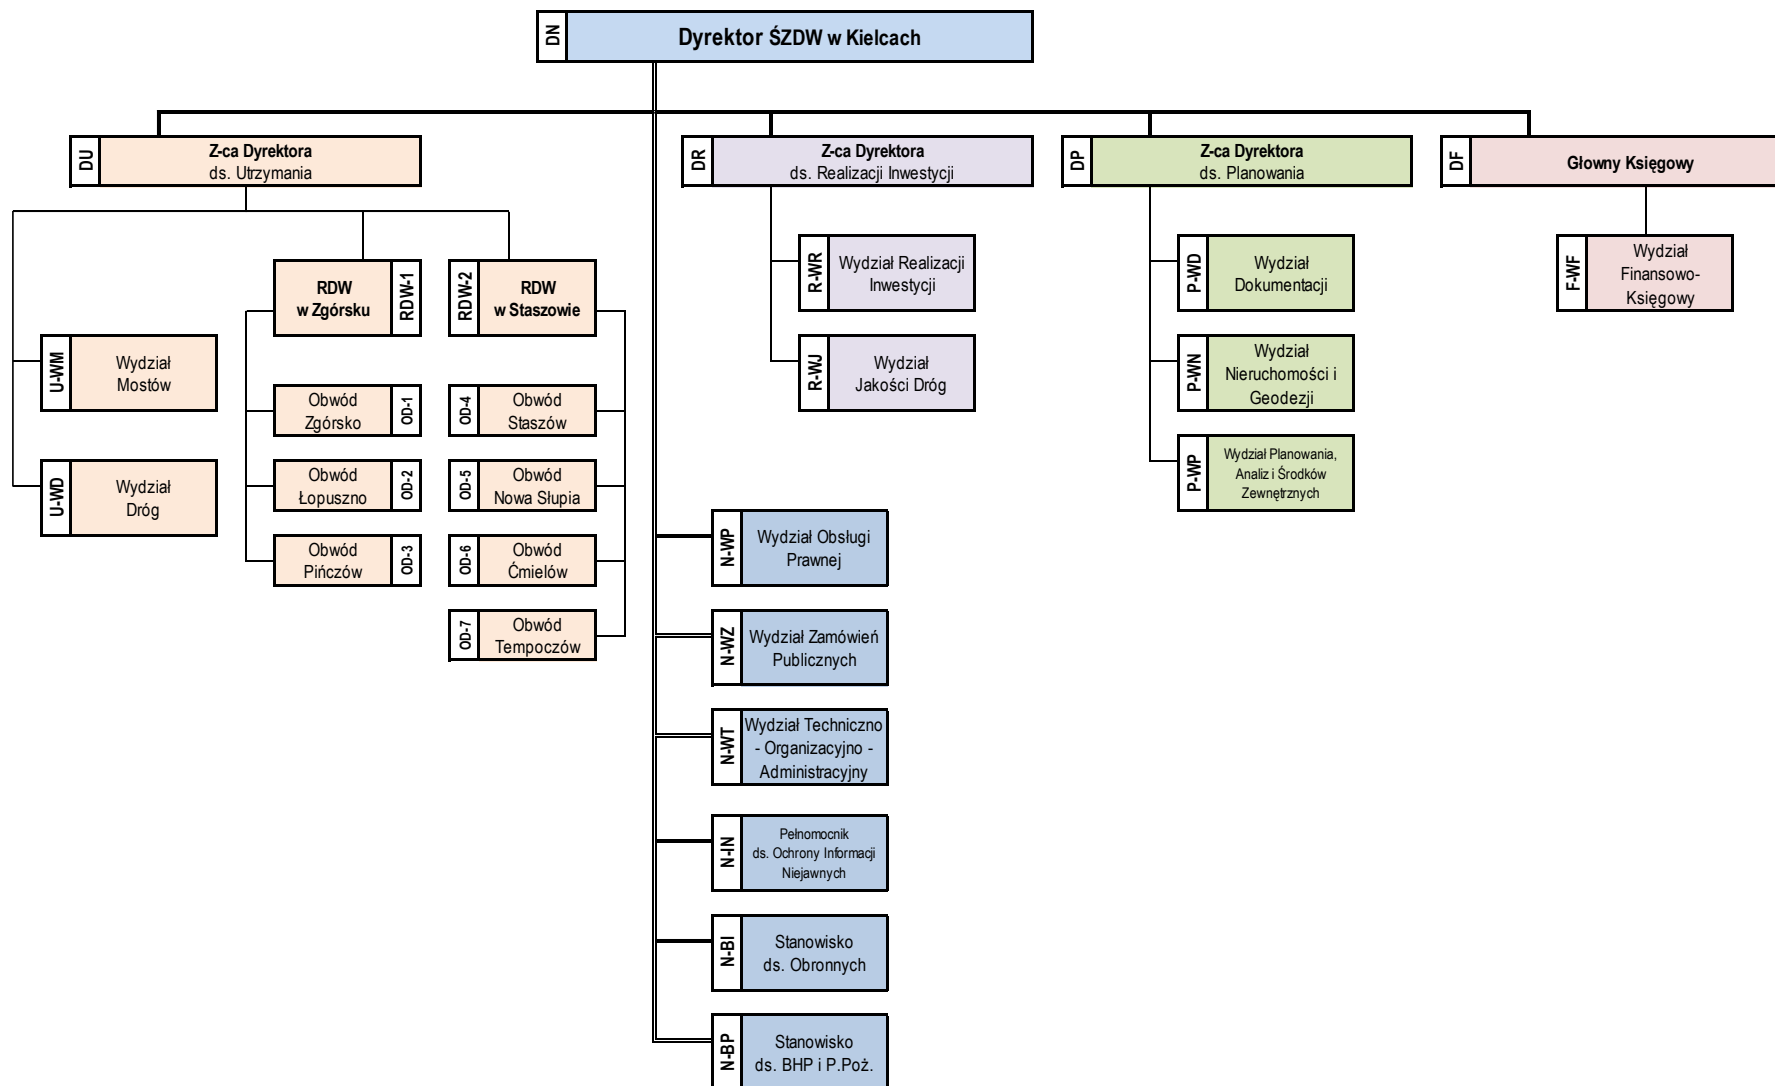 DN
Dyrektor ŚZDW w Kielcach
DU
Z-ca Dyrektora
ds. Utrzymania
DR
Z-ca Dyrektora
ds. Realizacji Inwestycji
DP
Z-ca Dyrektora
ds. Planowania
DF
Głowny Księgowy
RDW
w Zgórsku
RDW-1
RDW-2
RDW
w Staszowie
U-WM
Wydział
Mostów
U-WD
Wydział
Dróg
Obwód
Zgórsko
OD-1
Obwód
Łopuszno
OD-2
Obwód
Pińczów
OD-3
OD-4
Obwód
Staszów
OD-5
Obwód
Nowa Słupia
OD-6
Obwód
Ćmielów
OD-7
Obwód
Tempoczów
R-WR
Wydział Realizacji
Inwestycji
R-WJ
Wydział
Jakości Dróg
P-WD
Wydział
Dokumentacji
P-WN
Wydział
Nieruchomości i
Geodezji
P-WP
Wydział Planowania,
Analiz i Środków
Zewnętrznych
F-WF
Wydział
Finansowo-
Księgowy
N-WP
Wydział Obsługi
Prawnej
N-WZ
Wydział Zamówień
Publicznych
N-WT
Wydział Techniczno
- Organizacyjno -
Administracyjny
N-IN
Pełnomocnik
ds. Ochrony Informacji
Niejawnych
N-BI
Stanowisko
ds. Obronnych
N-BP
Stanowisko
ds. BHP i P.Poż.